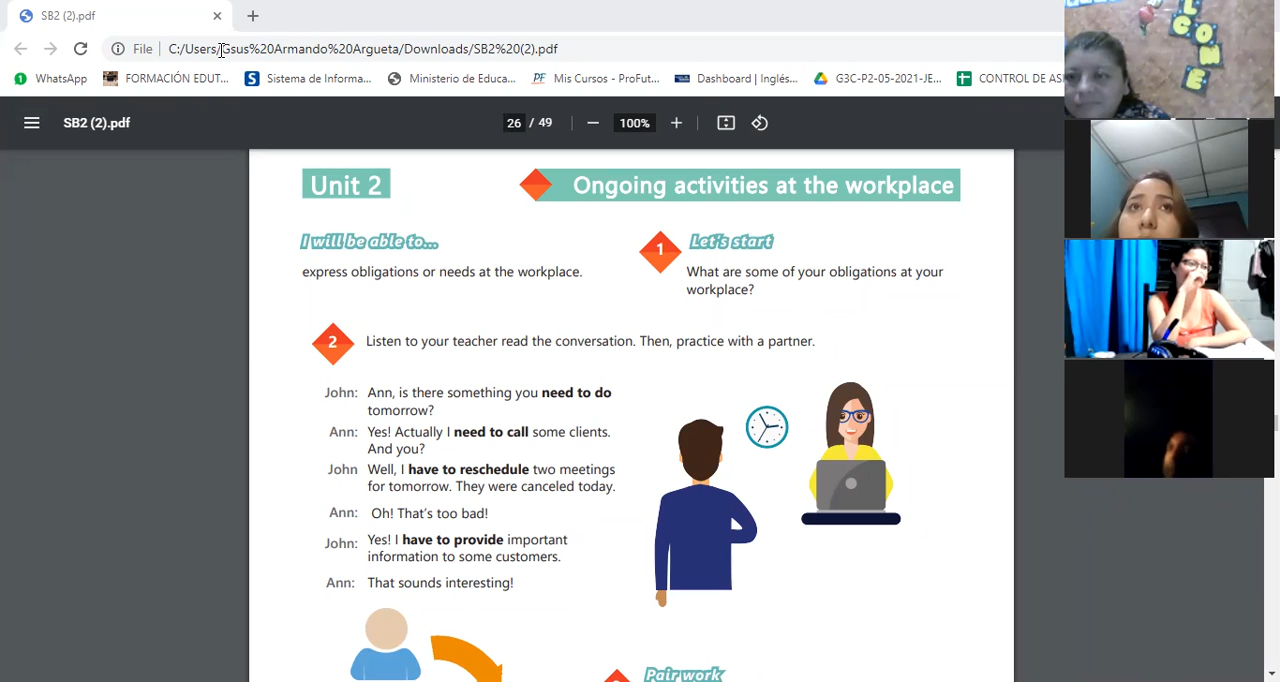 SB2 (2).pdf
File
C:/Users/Gsus%20Armando%20Argueta/Downloads/SB2%20(2).pdf
WhatsApp
FORMACIÓN EDUT...
Sistema de Informa...
Ministerio de Educa...
Mis Cursos - ProFut...
Dashboard | Inglés...
G3C-P2-05-2021-JE...
CONTROL DE AS
SB2 (2).pdf
26 / 49
100%
Unit 2
Ongoing activities at the workplace
I will be able to...
express obligations or needs at the workplace.
1
Let's start
What are some of your obligations at your
workplace?
2
Listen to your teacher read the conversation. Then, practice with a partner.
John: Ann, is there something you need to do
tomorrow?
Ann: Yes! Actually I need to call some clients.
And you?
John Well, I have to reschedule two meetings
for tomorrow. They were canceled today.
Ann: Oh! That's too bad!
John: Yes! I have to provide important
information to some customers.
Ann: That sounds interesting!
Pair work
LCOME